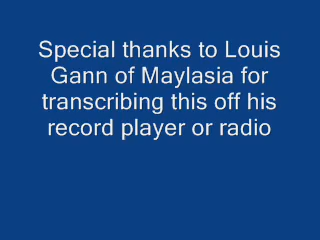 Special thanks to Louis
Gann of Maylasia for
transcribing this off his
record player or radio